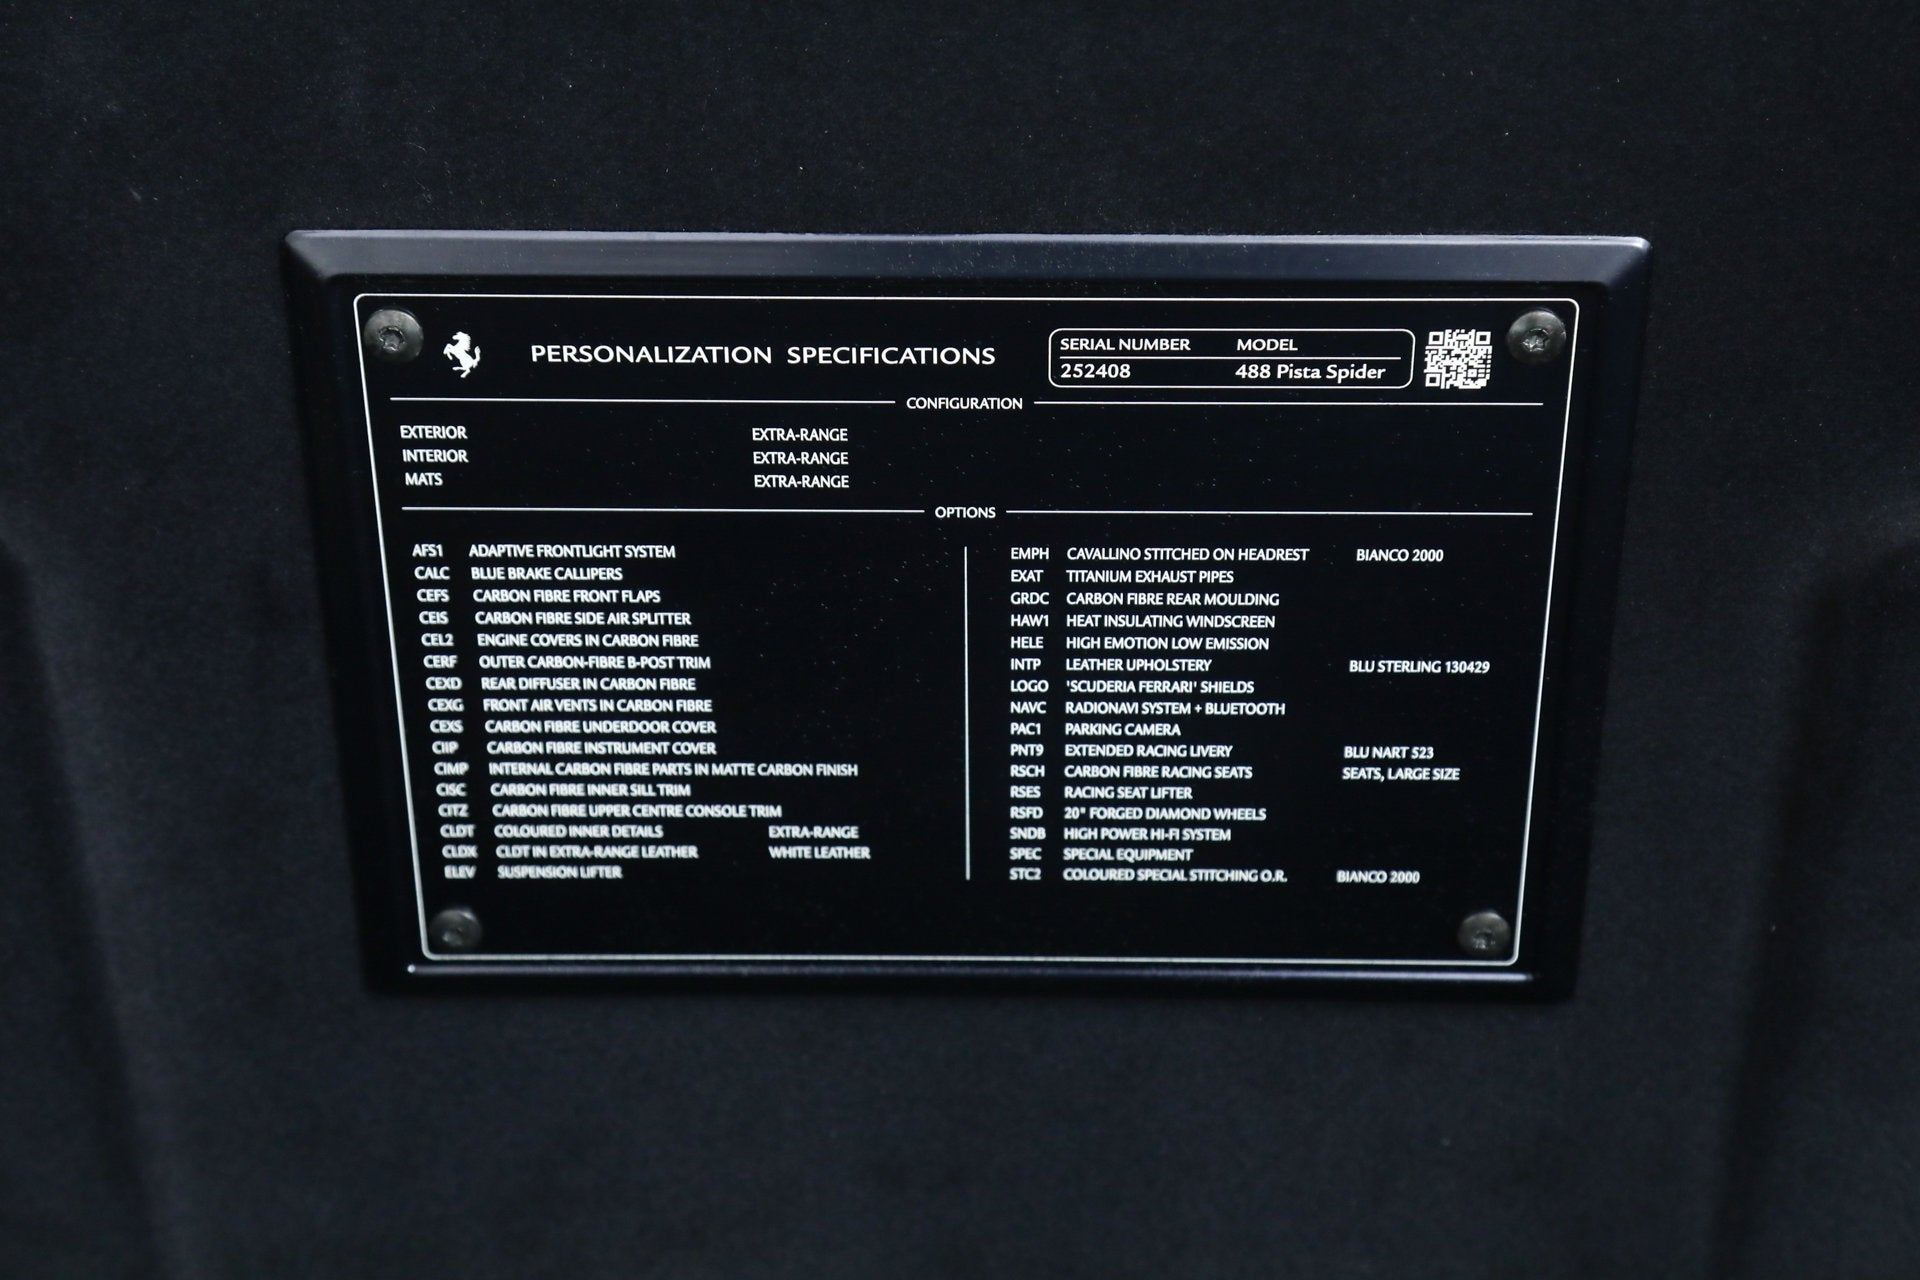 PERSONALIZATION SPECIFICATIONS
SERIAL NUMBER MODEL
252408 488 Pista Spider
CONFIGURATION
EXTERIOR EXTRA-RANGE
INTERIOR EXTRA-RANGE
MATS EXTRA-RANGE
OPTIONS
AFS1 ADAPTIVE FRONTLIGHT SYSTEM
CALC BLUE BRAKE CALLIPERS
CEFS CARBON FIBRE FRONT FLAPS
CEIS CARBON FIBRE SIDE AIR SPLITTER
CEL2 ENGINE COVERS IN CARBON FIBRE
CERF OUTER CARBON-FIBRE B-POST TRIM
CEXD REAR DIFFUSER IN CARBON FIBRE
CEXG FRONT AIR VENTS IN CARBON FIBRE
CEXS CARBON FIBRE UNDERDOOR COVER
CIIP CARBON FIBRE INSTRUMENT COVER
CIMP INTERNAL CARBON FIBRE PARTS IN MATTE CARBON FINISH
CISC CARBON FIBRE INNER SILL TRIM
CITZ CARBON FIBRE UPPER CENTRE CONSOLE TRIM
CLDT COLOURED INNER DETAILS EXTRA-RANGE
CLDX CLDT IN EXTRA-RANGE LEATHER WHITE LEATHER
ELEV SUSPENSION LIFTER
EMPH CAVALLINO STITCHED ON HEADREST BIANCO 2000
EXAT TITANIUM EXHAUST PIPES
GRDC CARBON FIBRE REAR MOULDING
HAW1 HEAT INSULATING WINDSCREEN
HELE HIGH EMOTION LOW EMISSION
INTP LEATHER UPHOLSTERY BLU STERLING 130429
LOGO 'SCUDERIA FERRARI' SHIELDS
NAVC RADIONAVI SYSTEM + BLUETOOTH
PAC1 PARKING CAMERA
PNT9 EXTENDED RACING LIVERY BLU NART 523
RSCH CARBON FIBRE RACING SEATS SEATS, LARGE SIZE
RSES RACING SEAT LIFTER
RSFD 20" FORGED DIAMOND WHEELS
SNDB HIGH POWER HI-FI SYSTEM
SPEC SPECIAL EQUIPMENT
STC2 COLOURED SPECIAL STITCHING O.R. BIANCO 2000